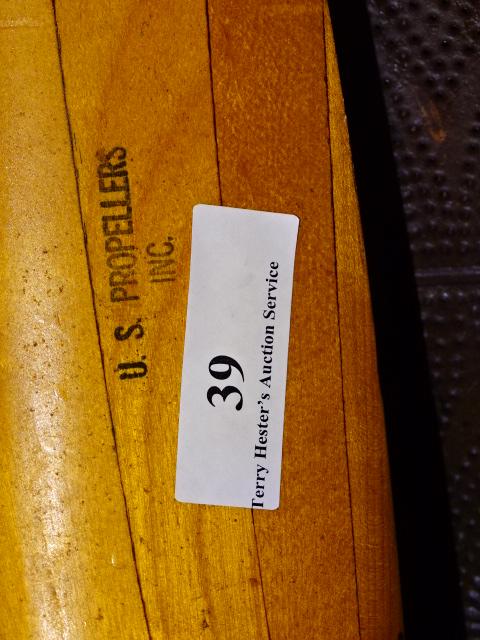 U. S. PROPELLERS
INC.
39
Terry Hester's Auction Service